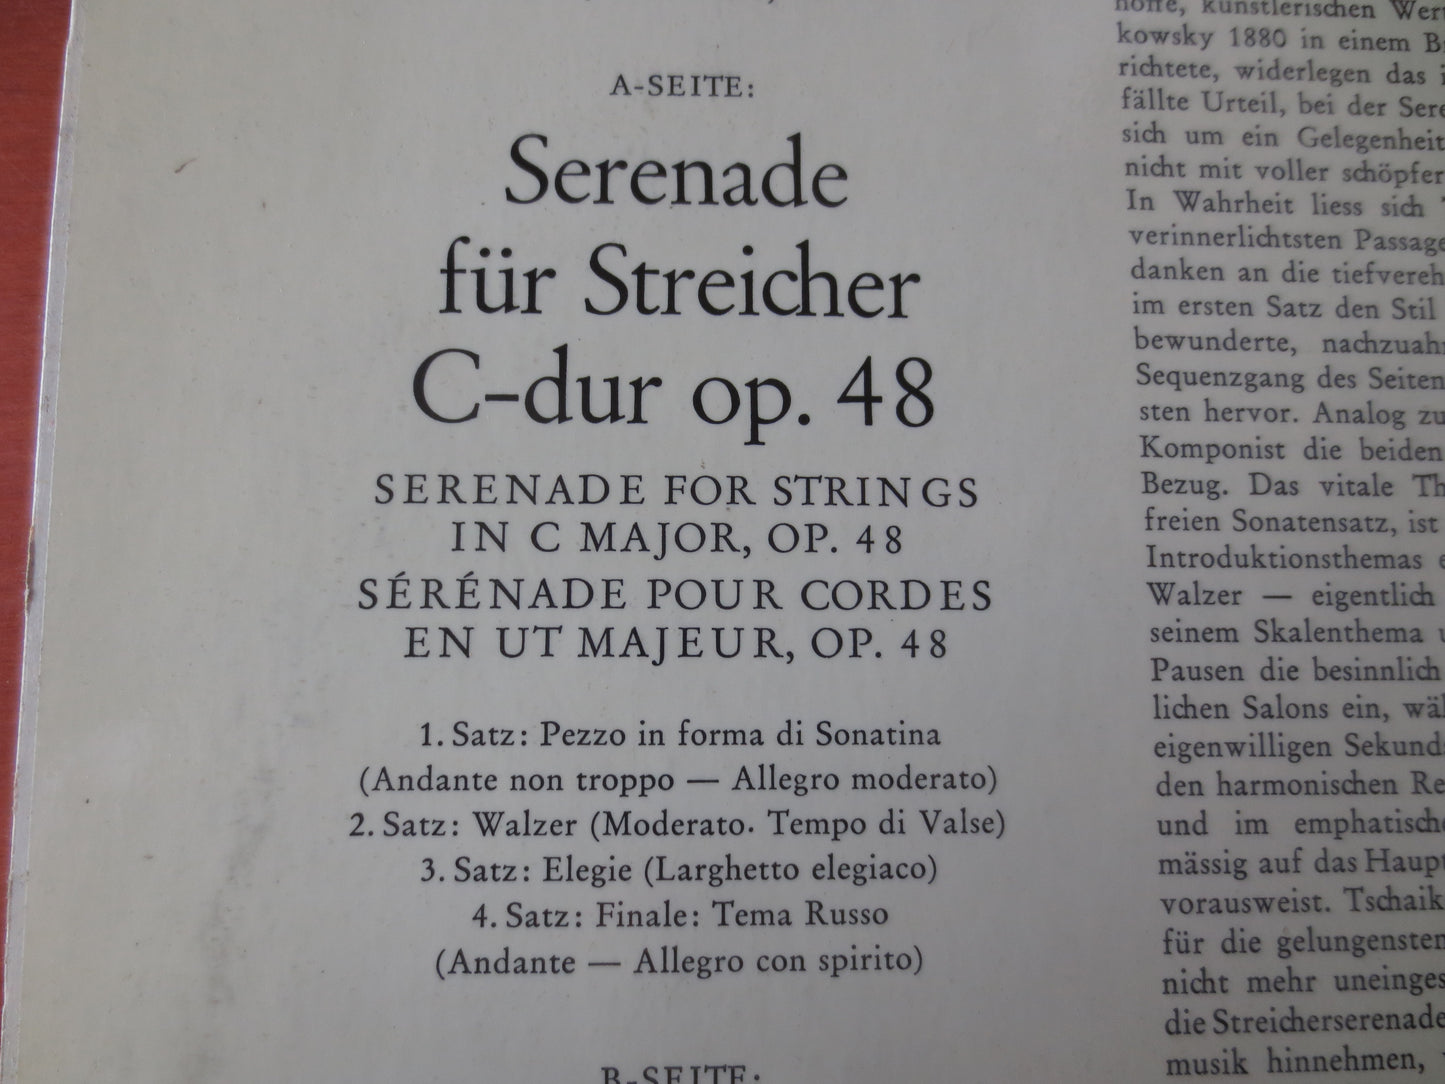 A-SEITE:
Serenade
für Streicher
C-dur op. 48
SERENADE FOR STRINGS
IN C MAJOR, OP. 48
SÉRÉNADE POUR CORDES
EN UT MAJEUR, OP. 48
1. Satz: Pezzo in forma di Sonatina
(Andante non troppo — Allegro moderato)
2. Satz: Walzer (Moderato. Tempo di Valse)
3. Satz: Elegie (Larghetto elegiaco)
4. Satz: Finale: Tema Russo
(Andante — Allegro con spirito)
B-SEITE:
künstlerischen
kowsky 1880 in einem
richtete, widerlegen das
fällte Urteil, bei der
sich um ein Gelegenheit
nicht mit voller schöpfer
In Wahrheit liess sich
verinnerlichtsten Passage
danken an die tiefvereh
im ersten Satz den Stil
bewunderte, nachzuah
Sequenzgang des Seiten
sten hervor. Analog zu
Komponist die beiden
Bezug. Das vitale Th
freien Sonatensatz, ist
Introduktionsthemas
Walzer — eigentlich
seinem Skalenthema
Pausen die besinnlich
lichen Salons ein, wäl
eigenwilligen Sekund
den harmonischen Re
und im emphatische
mässig auf das Haupt
vorausweist. Tschaik
für die gelungensten
nicht mehr uneinges
die Streicherserenade
musik hinnehmen,